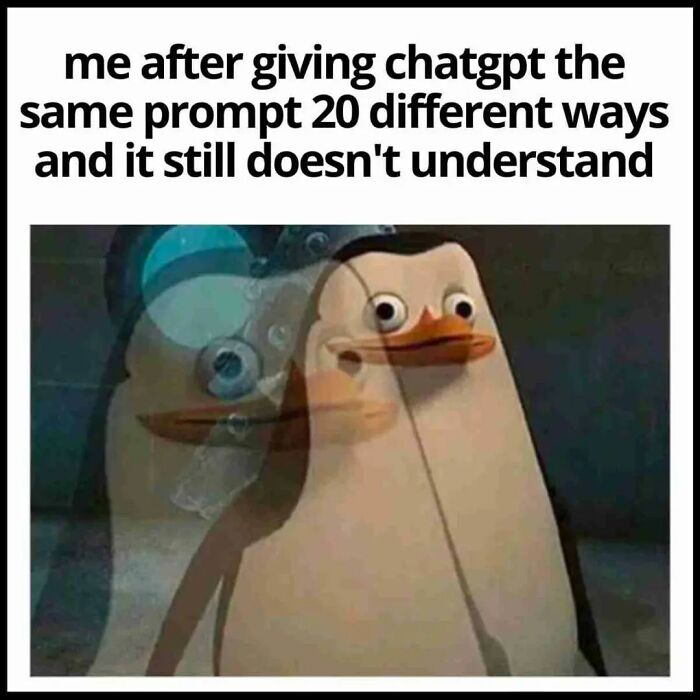 me after giving chatgpt the
same prompt 20 different ways
and it still doesn't understand